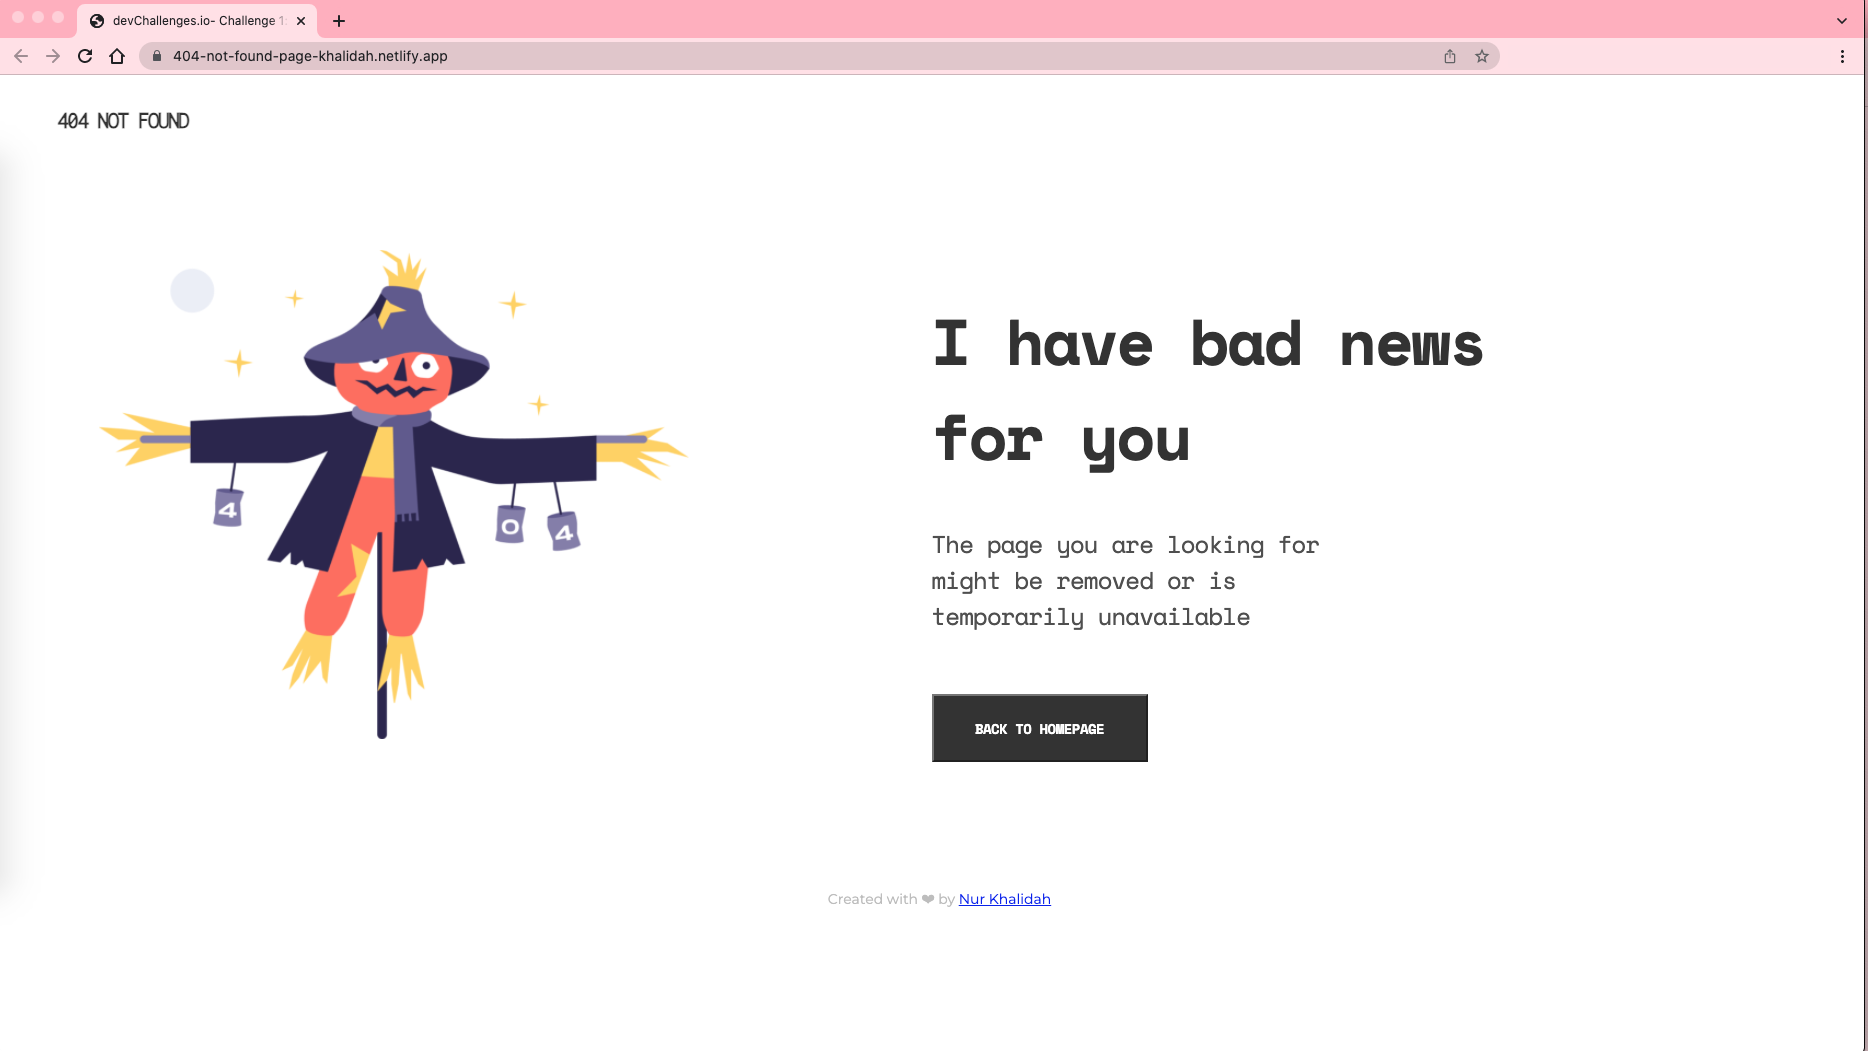 devChallenges.io- Challenge 1:
404-not-found-page-khalidah.netlify.app
404 NOT FOUND
4
0
4
I have bad news
for you
The page you are looking for
might be removed or is
temporarily unavailable
BACK TO HOMEPAGE
Created with ❤ by Nur Khalidah